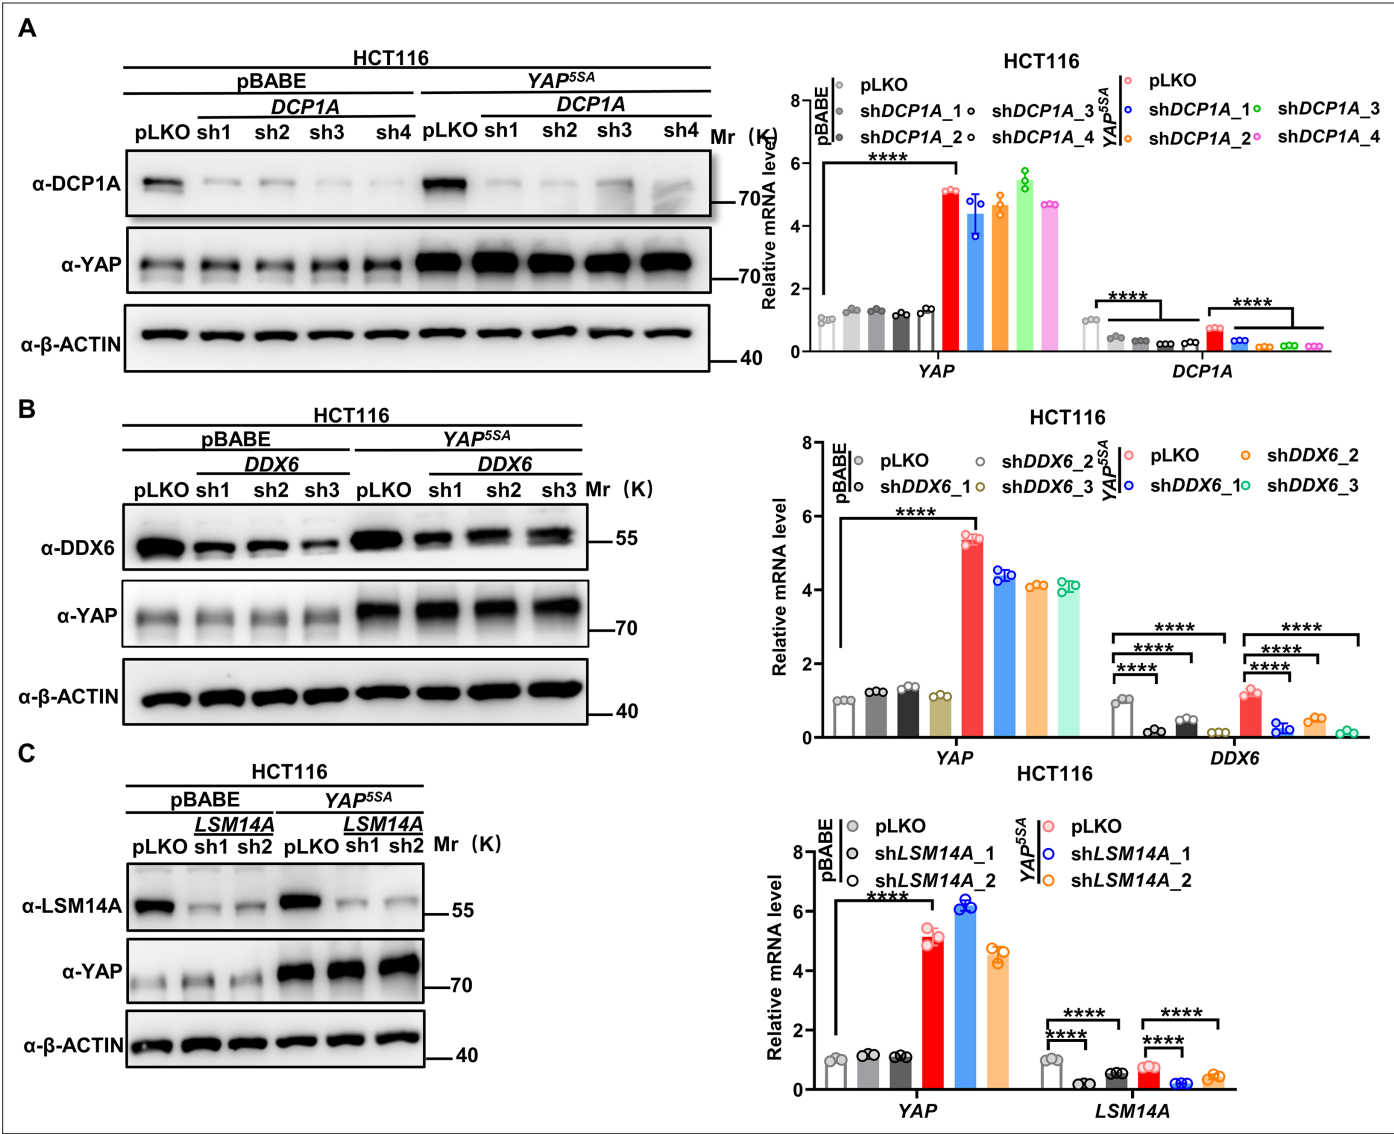 A
HCT116
pBABE YAP5SA
DCP1A DCP1A
pLKO sh1 sh2 sh3 sh4 pLKO sh1 sh2 sh3 sh4 Mr (K)
α-DCP1A
70
α-YAP
70
α-β-ACTIN
40
HCT116
pBABE
pLKO
shDCP1A_1 shDCP1A_3
shDCP1A_2 shDCP1A_4
YAP5SA
pLKO
shDCP1A_1 shDCP1A_3
shDCP1A_2 shDCP1A_4
Relative mRNA level
8
6
4
2
0
****
**** ****
YAP DCP1A
B
HCT116
pBABE YAP5SA
DDX6 DDX6
pLKO sh1 sh2 sh3 pLKO sh1 sh2 sh3 Mr (K)
α-DDX6
55
α-YAP
70
α-β-ACTIN
40
HCT116
pBABE
pLKO shDDX6_2
shDDX6_1 shDDX6_3
YAP5SA
pLKO shDDX6_2
shDDX6_1 shDDX6_3
Relative mRNA level
8
6
4
2
0
****
**** ****
**** ****
**** ****
YAP DDX6
C
HCT116
pBABE YAP5SA
LSM14A LSM14A
pLKO sh1 sh2 pLKO sh1 sh2 Mr (K)
α-LSM14A
55
α-YAP
70
α-β-ACTIN
40
HCT116
pBABE
pLKO
shLSM14A_1
shLSM14A_2
YAP5SA
pLKO
shLSM14A_1
shLSM14A_2
Relative mRNA level
8
6
4
2
0
****
**** ****
**** ****
YAP LSM14A